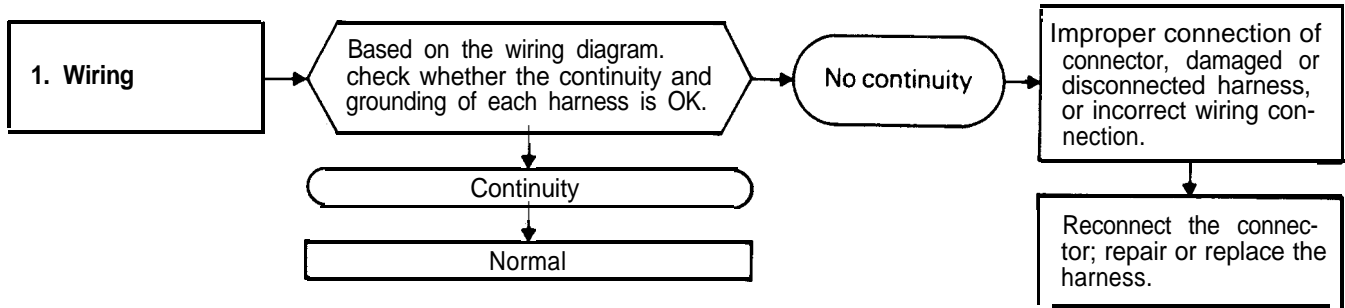 1. Wiring
Based on the wiring diagram.
check whether the continuity and
grounding of each harness is OK.
No continuity
Improper connection of
connector, damaged or
disconnected harness,
or incorrect wiring con-
nection.
Continuity
Normal
Reconnect the connec-
tor; repair or replace the
harness.